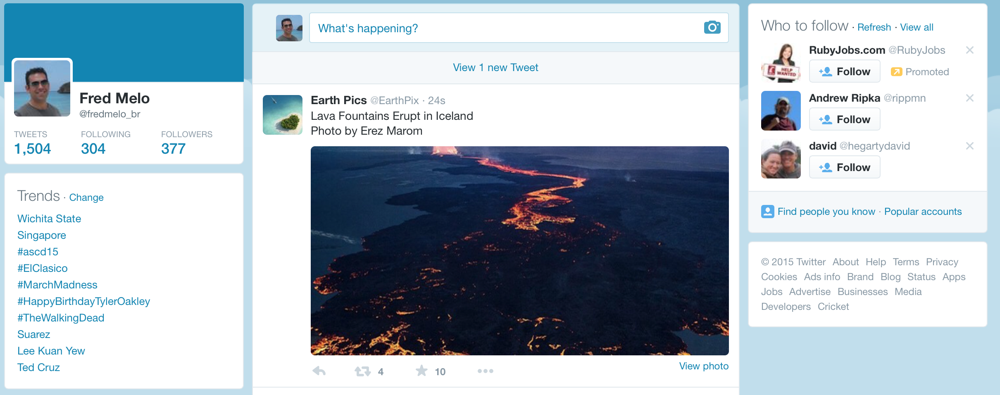 Fred Melo
@fredmelo_br
TWEETS FOLLOWING FOLLOWERS
1,504 304 377
Trends · Change
Wichita State
Singapore
#ascd15
#ElClasico
#MarchMadness
#HappyBirthdayTylerOakley
#TheWalkingDead
Suarez
Lee Kuan Yew
Ted Cruz
What's happening?
View 1 new Tweet
Earth Pics @EarthPix · 24s
Lava Fountains Erupt in Iceland
Photo by Erez Marom
4 10
View photo
Who to follow · Refresh · View all
RubyJobs.com @RubyJobs
HELP
WANTED
Follow Promoted
Andrew Ripka @rippmn
Follow
david @hegartydavid
Follow
Find people you know · Popular accounts
© 2015 Twitter About Help Terms Privacy
Cookies Ads info Brand Blog Status Apps
Jobs Advertise Businesses Media
Developers Cricket